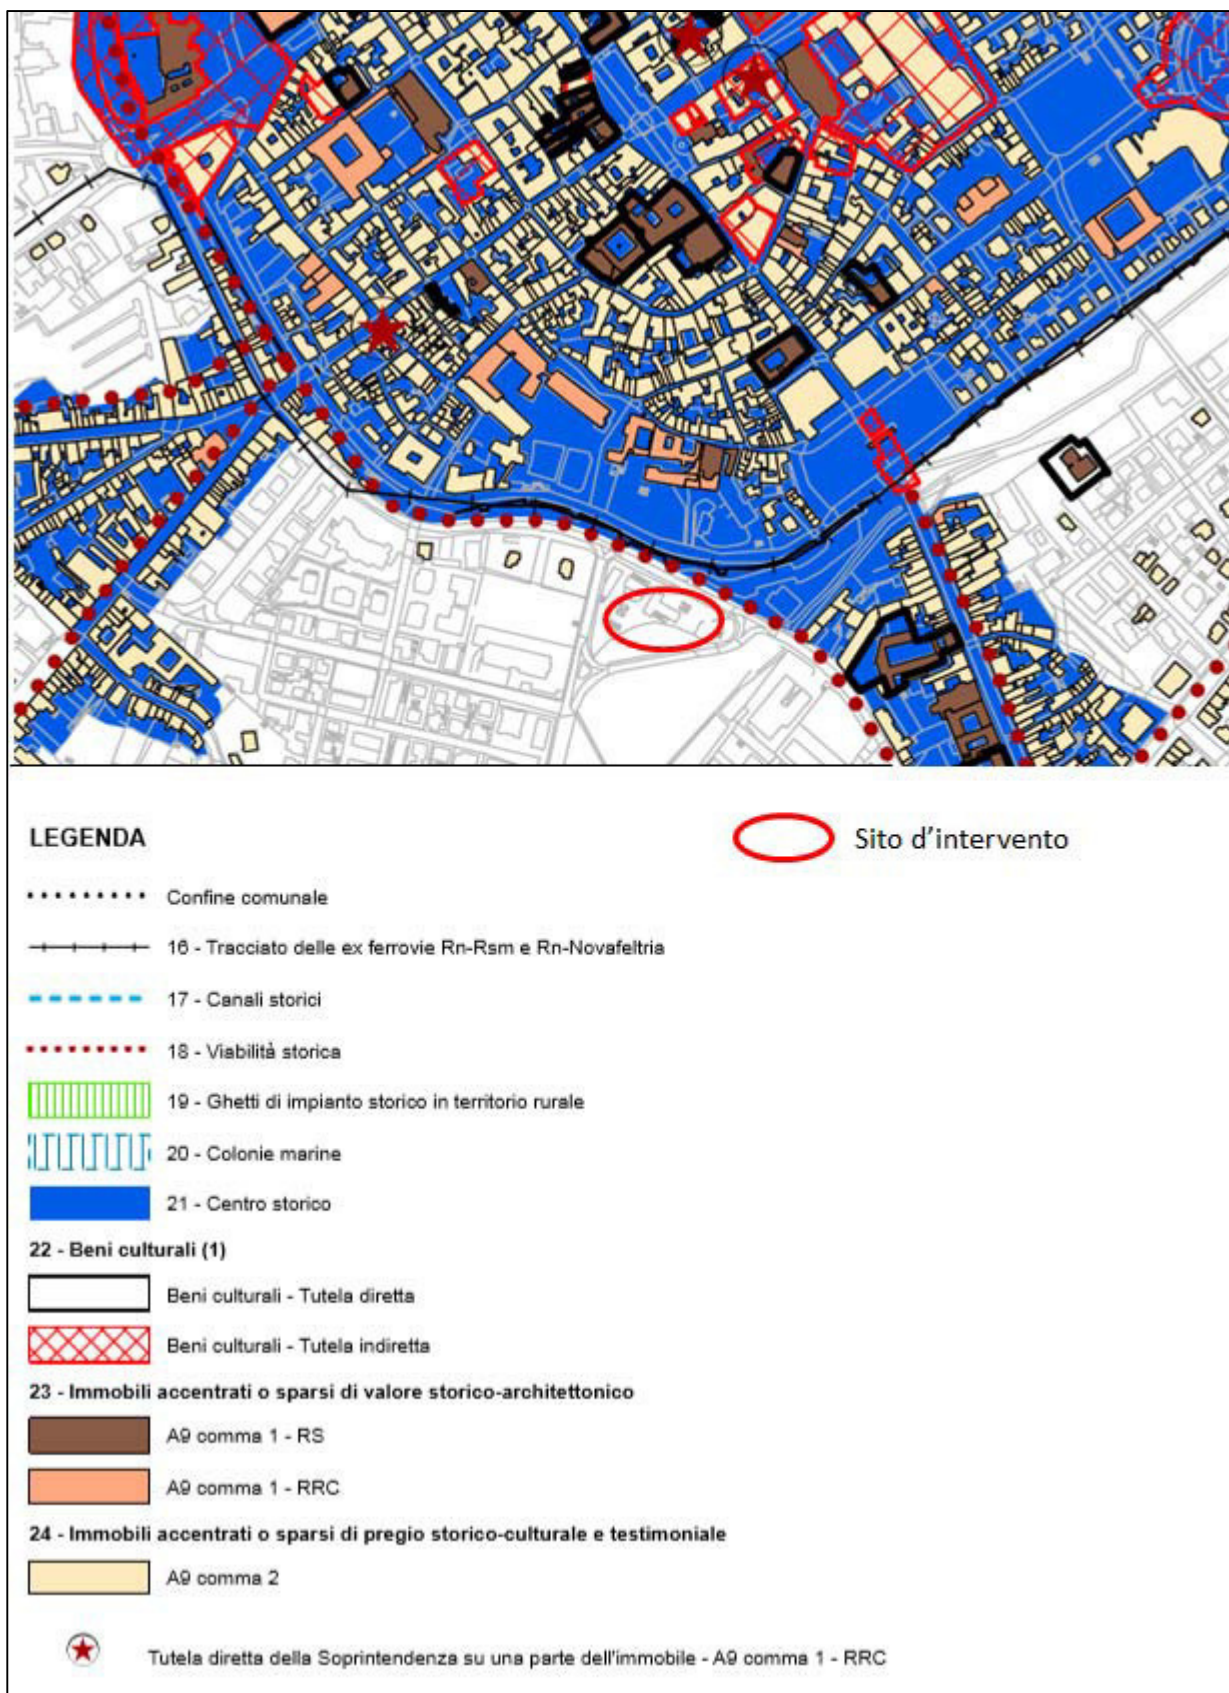 LEGENDA
Sito d'intervento
Confine comunale
16 - Tracciato delle ex ferrovie Rn-Rsm e Rn-Novafeltria
17 - Canali storici
18 - Viabilità storica
19 - Ghetti di impianto storico in territorio rurale
20 - Colonie marine
21 - Centro storico
22 - Beni culturali (1)
Beni culturali - Tutela diretta
Beni culturali - Tutela indiretta
23 - Immobili accentrati o sparsi di valore storico-architettonico
A9 comma 1 - RS
A9 comma 1 - RRC
24 - Immobili accentrati o sparsi di pregio storico-culturale e testimoniale
A9 comma 2
Tutela diretta della Soprintendenza su una parte dell'immobile - A9 comma 1 - RRC